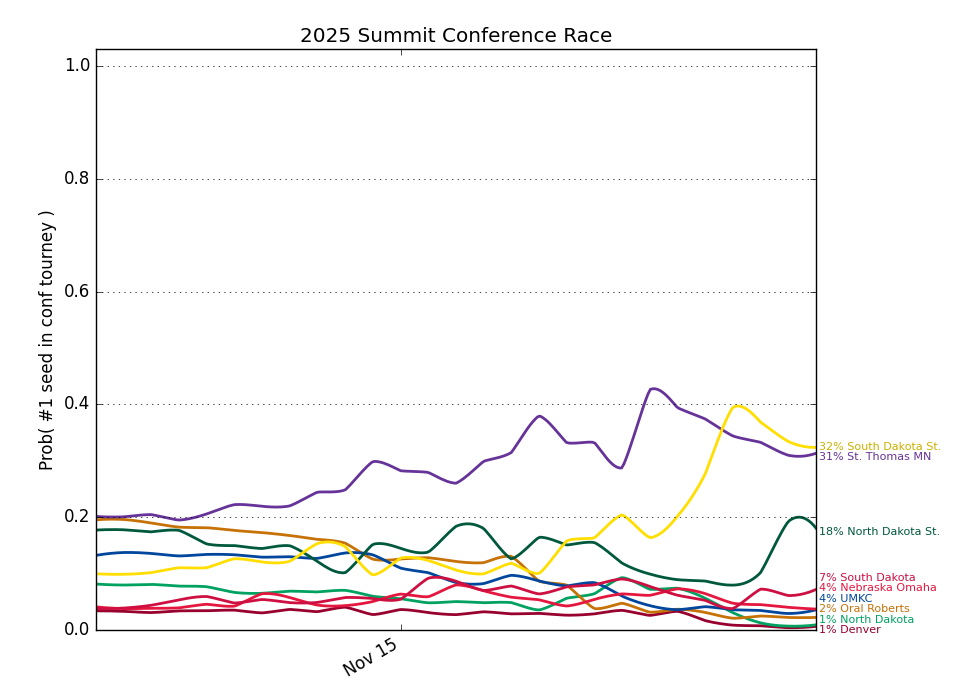 2025 Summit Conference Race
Prob( #1 seed in conf tourney )
1.0
0.8
0.6
0.4
0.2
0.0
Nov 15
32% South Dakota St.
31% St. Thomas MN
18% North Dakota St.
7% South Dakota
4% Nebraska Omaha
4% UMKC
2% Oral Roberts
1% North Dakota
1% Denver